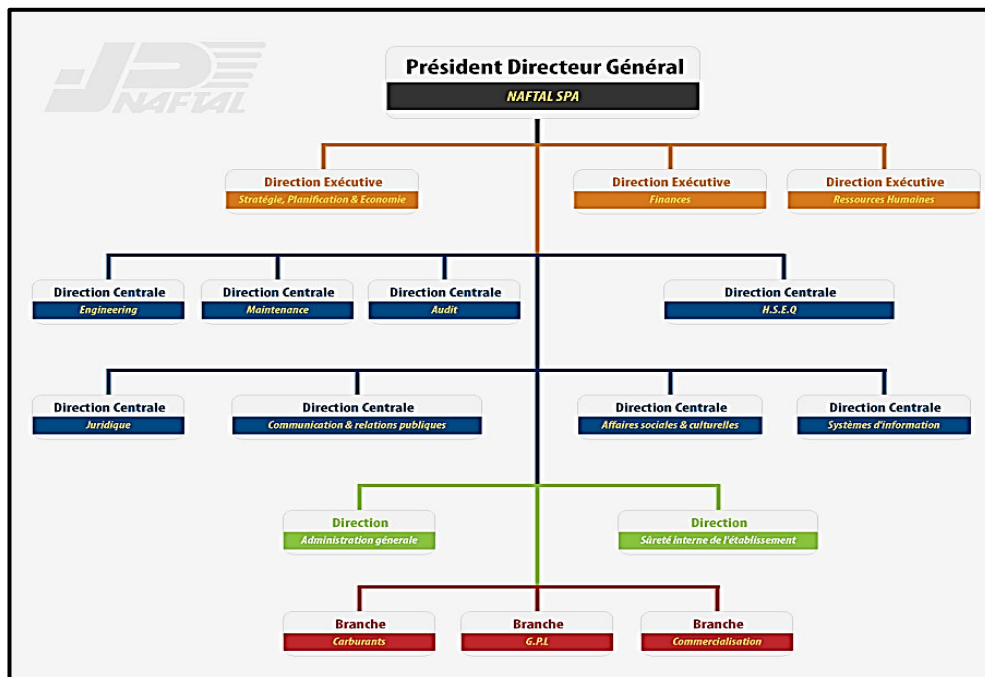 NAFTAL
Président Directeur Général
NAFTAL SPA
Direction Exécutive
Stratégie, Planification & Economie
Direction Exécutive
Finances
Direction Exécutive
Ressources Humaines
Direction Centrale
Engineering
Direction Centrale
Maintenance
Direction Centrale
Audit
Direction Centrale
H.S.E.Q
Direction Centrale
Juridique
Direction Centrale
Communication & relations publiques
Direction Centrale
Affaires sociales & culturelles
Direction Centrale
Systèmes d'information
Direction
Administration génerale
Direction
Sûreté interne de l'établissement
Branche
Carburants
Branche
G.P.L
Branche
Commercialisation